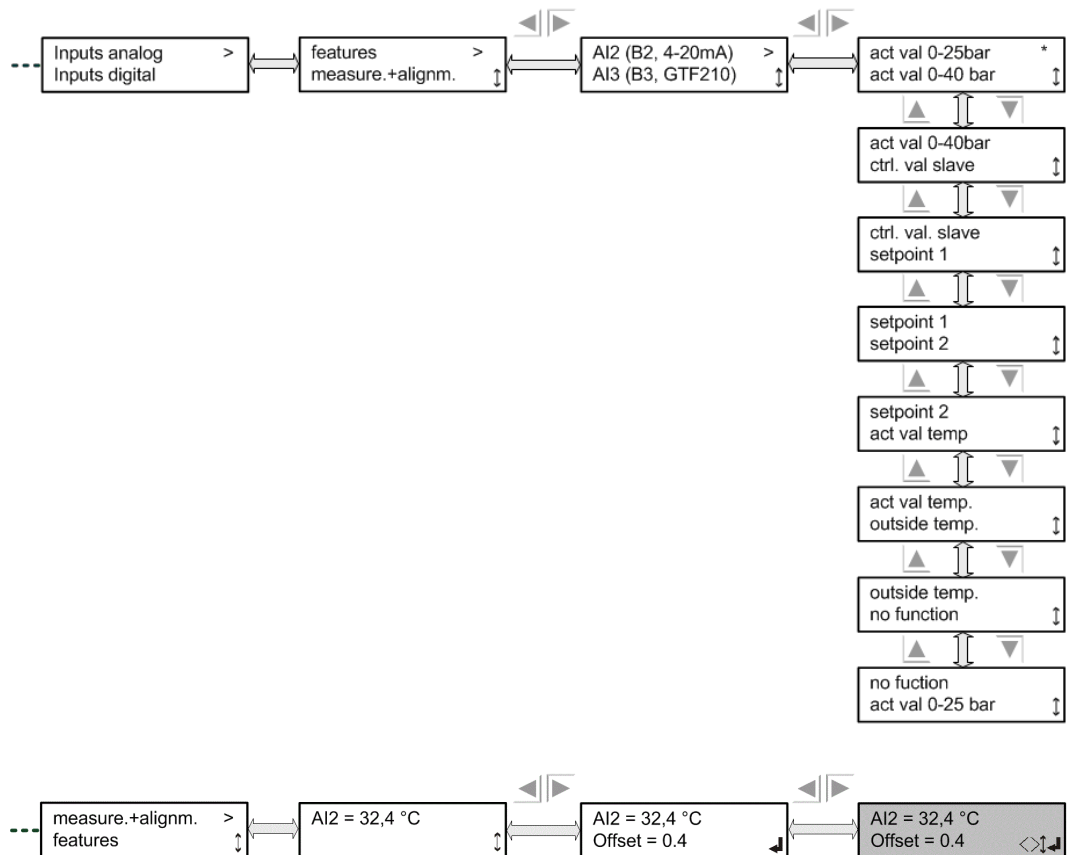 Inputs analog >
Inputs digital
features >
measure.+alignm.
AI2 (B2, 4-20mA) >
AI3 (B3, GTF210)
act val 0-25bar *
act val 0-40 bar
act val 0-40bar
ctrl. val slave
ctrl. val. slave
setpoint 1
setpoint 1
setpoint 2
setpoint 2
act val temp
act val temp.
outside temp.
outside temp.
no function
no fuction
act val 0-25 bar
measure.+alignm. >
features
AI2 = 32,4 °C
AI2 = 32,4 °C
Offset = 0.4
AI2 = 32,4 °C
Offset = 0.4 <>